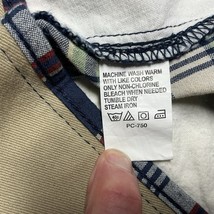 MACHINE WASH WARM
WITH LIKE COLORS
ONLY NON-CHLORINE
BLEACH WHEN NEEDED
TUMBLE DRY
STEAM IRON
PC-750